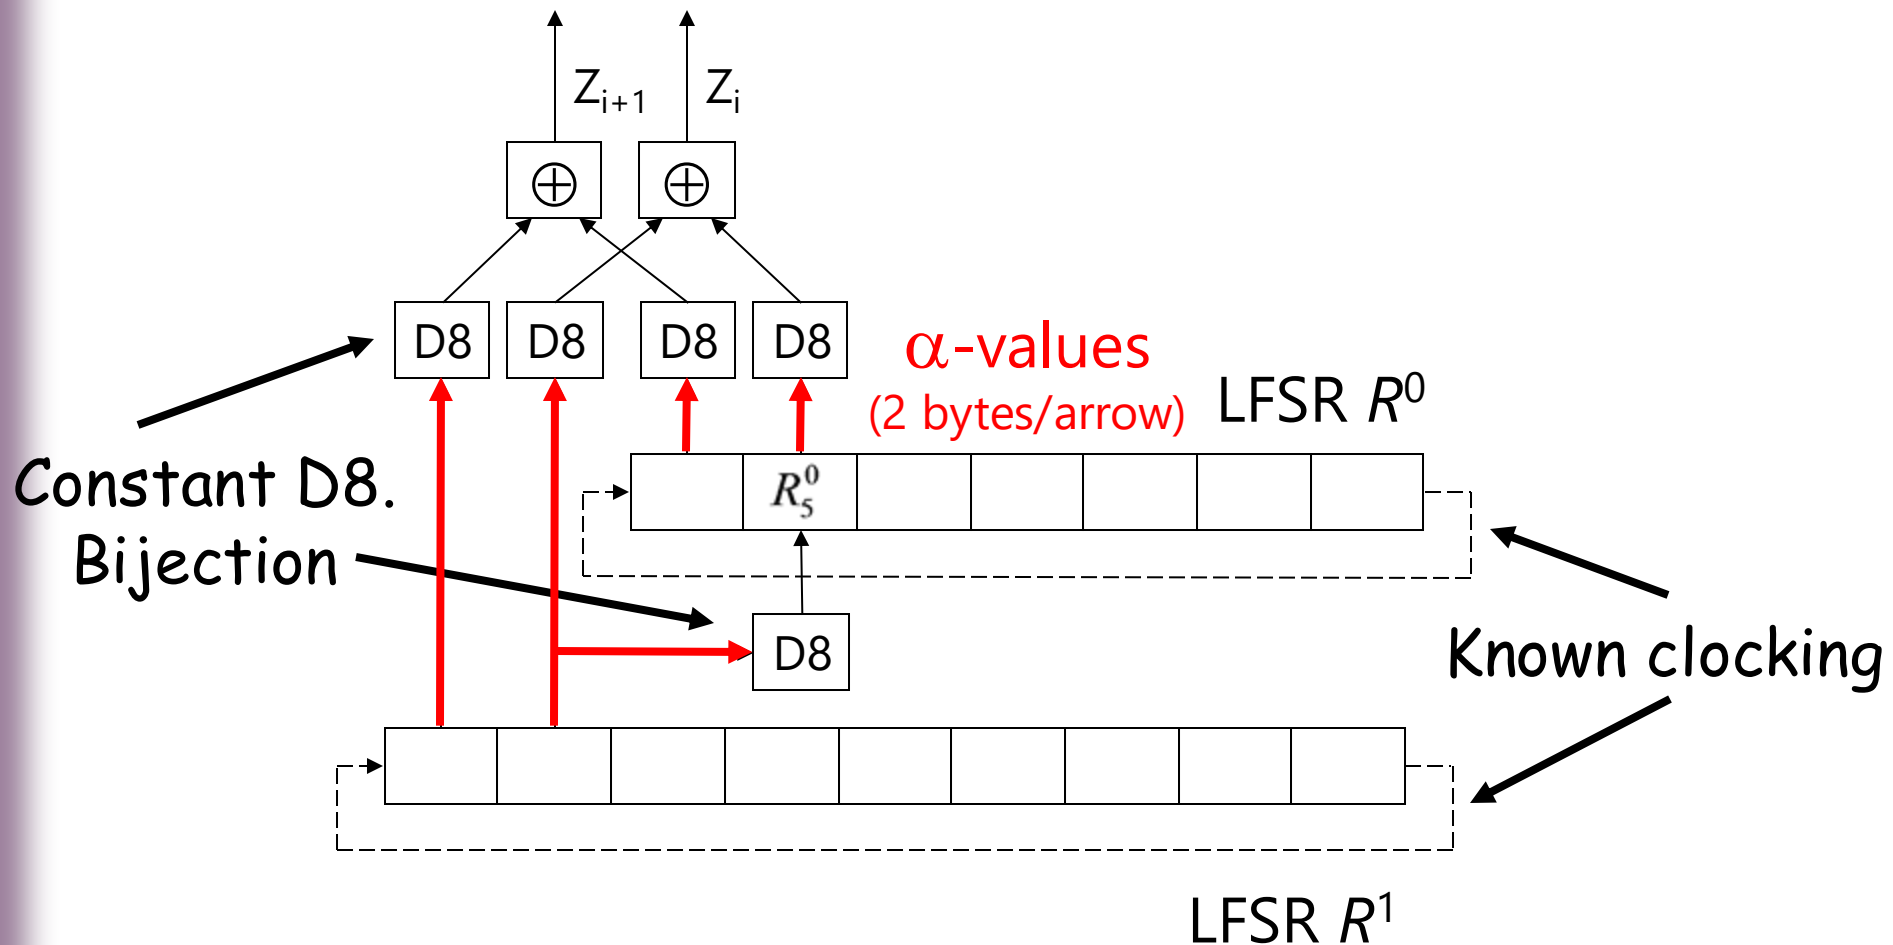 Z_{i+1} Z_i
⊕ ⊕
D8 D8 D8 D8
α-values
(2 bytes/arrow)
LFSR R^0
Constant D8.
Bijection
R_5^0
D8
Known clocking
LFSR R^1